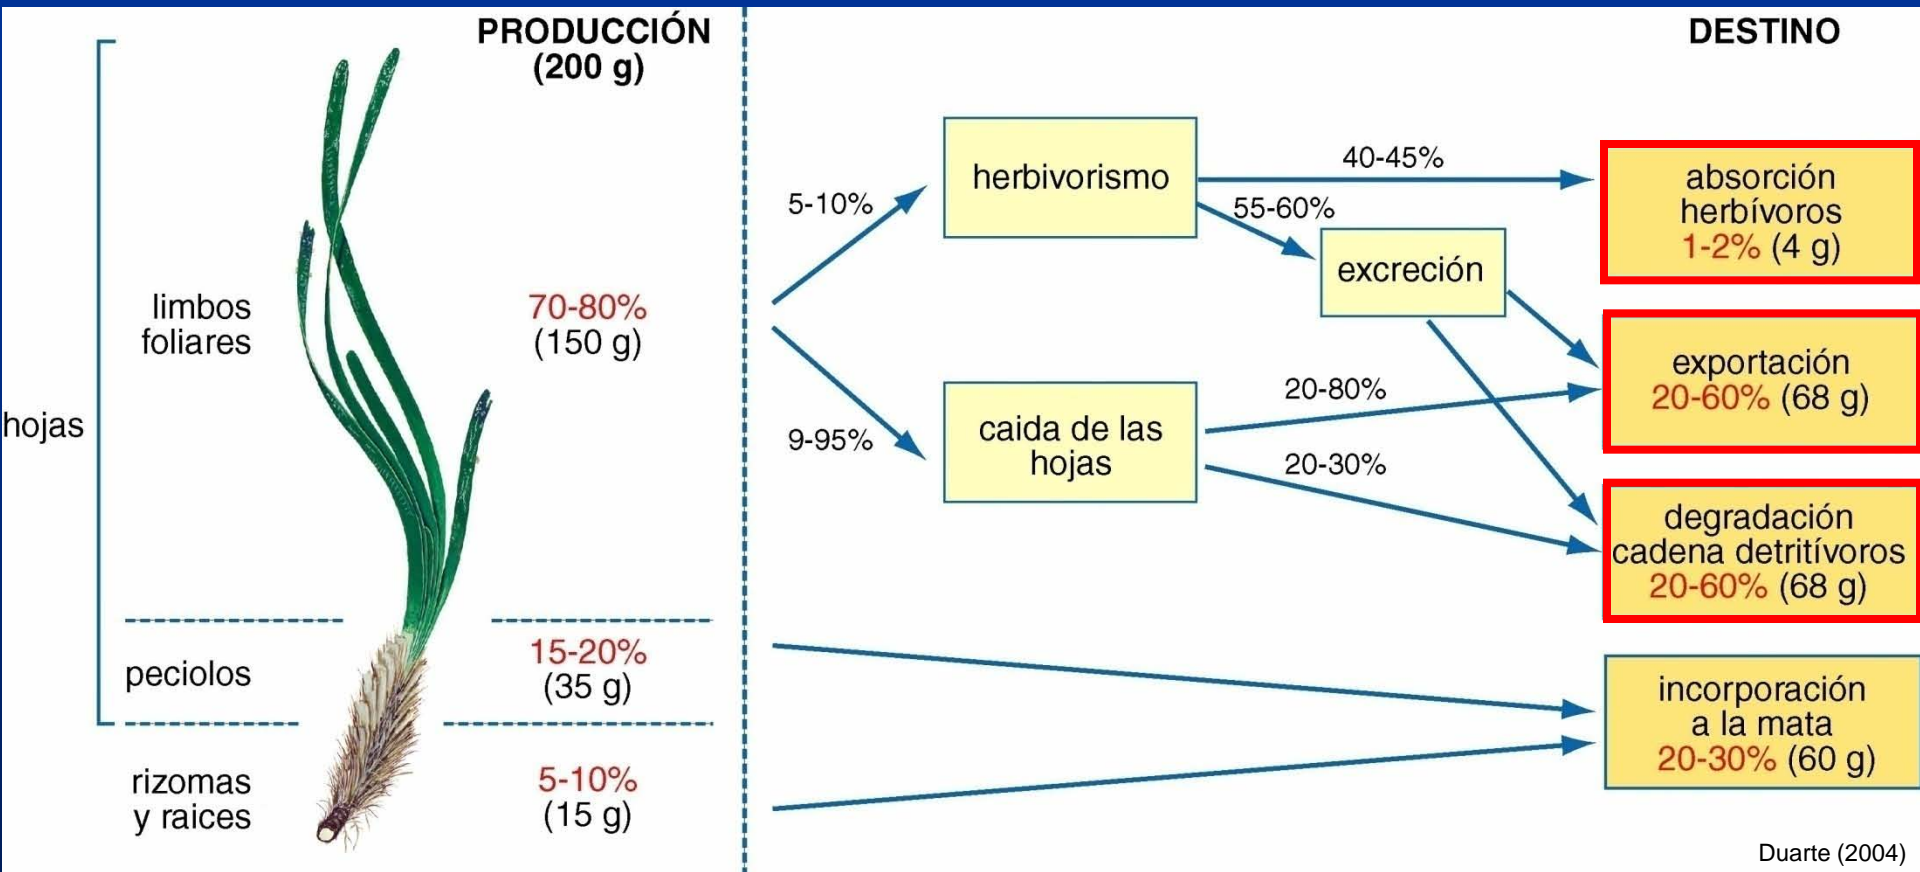 PRODUCCIÓN
(200 g)
DESTINO
hojas
limbos
foliares
70-80%
(150 g)
peciolos
15-20%
(35 g)
rizomas
y raices
5-10%
(15 g)
5-10%
9-95%
herbivorismo
40-45%
55-60%
excreción
caida de las
hojas
20-80%
20-30%
absorción
herbívoros
1-2% (4 g)
exportación
20-60% (68 g)
degradación
cadena detritívoros
20-60% (68 g)
incorporación
a la mata
20-30% (60 g)
Duarte (2004)